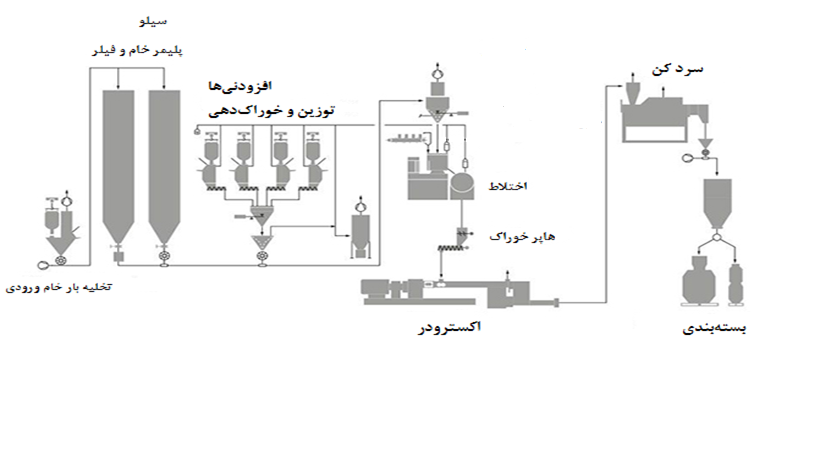 سیلو
پلیمر خام و فیلر
افزودنی‌ها
توزین و خوراک‌دهی
سرد کن
اختلاط
هاپر خوراک
تخلیه بار خام ورودی
اکسترودر
بسته‌بندی